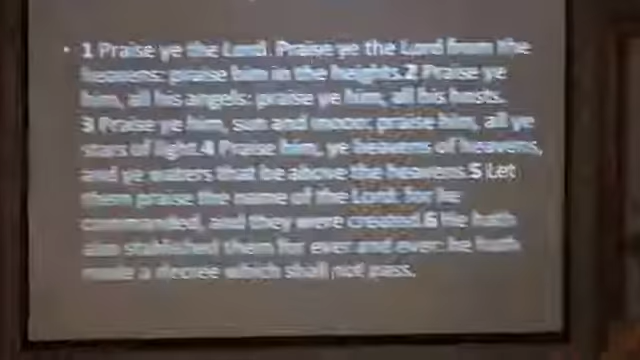 • 1 Praise ye the Lord. Praise ye the Lord from the
heavens: praise him in the heights.2 Praise ye
him, all his angels: praise ye him, all his hosts.
3 Praise ye him, sun and moon: praise him, all ye
stars of light.4 Praise him, ye heavens of heavens,
and ye waters that be above the heavens.5 Let
them praise the name of the Lord: for he
commanded, and they were created.6 He hath
also stablished them for ever and ever: he hath
made a decree which shall not pass.